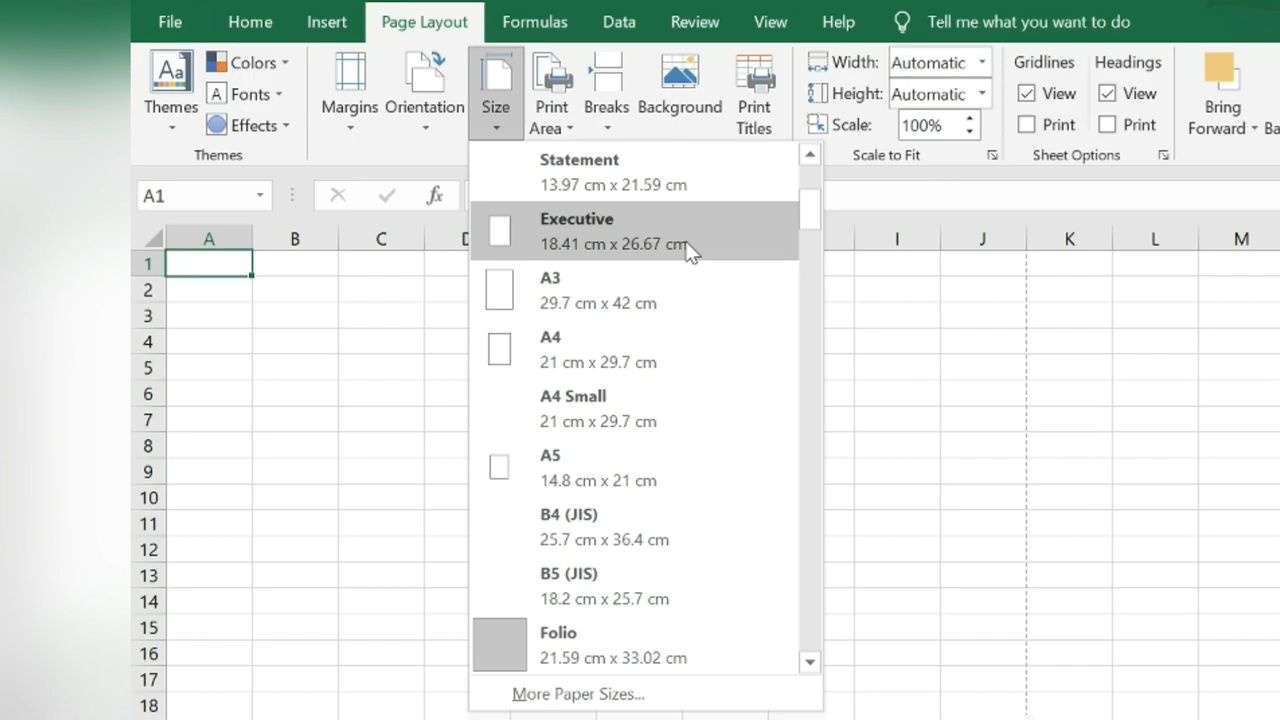 File Home Insert Page Layout Formulas Data Review View Help Tell me what you want to do
Aa
Themes
Colors
A Fonts
Effects
Themes
Margins
Orientation
Size
Print
Area
Breaks
Background
Print
Titles
Width: Automatic
Height: Automatic
Scale: 100%
Scale to Fit
Gridlines
View
Print
Headings
View
Print
Sheet Options
Bring
Forward
Ba
A1 fx
A B C D I J K L M
1
2
3
4
5
6
7
8
9
10
11
12
13
14
15
16
17
18
Statement
13.97 cm x 21.59 cm
Executive
18.41 cm x 26.67 cm
A3
29.7 cm x 42 cm
A4
21 cm x 29.7 cm
A4 Small
21 cm x 29.7 cm
A5
14.8 cm x 21 cm
B4 (JIS)
25.7 cm x 36.4 cm
B5 (JIS)
18.2 cm x 25.7 cm
Folio
21.59 cm x 33.02 cm
More Paper Sizes...